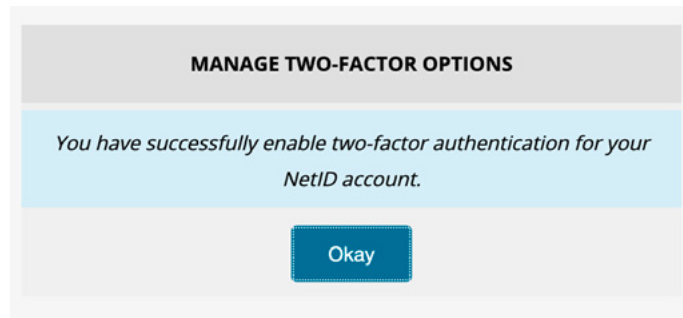 MANAGE TWO-FACTOR OPTIONS
You have successfully enable two-factor authentication for your
NetID account.
Okay